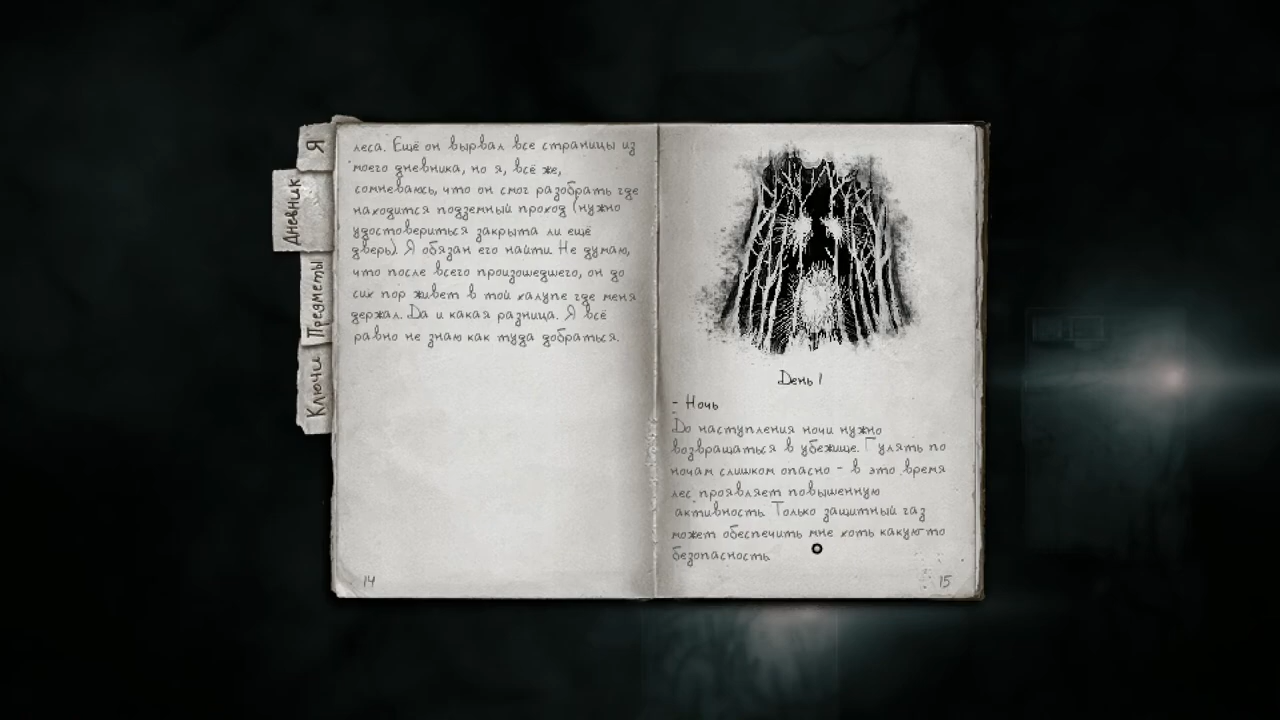 Я
Дневник
Предметы
Ключи
леса. Ещё он вырвал все страницы из
моего дневника, но я, всё же,
сомневаюсь, что он смог разобрать где
находится подземный проход (нужно
удостовериться закрыта ли ещё
дверь). Я обязан его найти. Не думаю,
что после всего произошедшего, он до
сих пор живет в той халупе где меня
держал. Да и какая разница. Я всё
равно не знаю как туда добраться.
14
День 1
- Ночь
До наступления ночи нужно
возвращаться в убежище. Гулять по
ночам слишком опасно - в это время
лес проявляет повышенную
активность. Только защитный газ
может обеспечить мне хоть какую то
безопасность
15